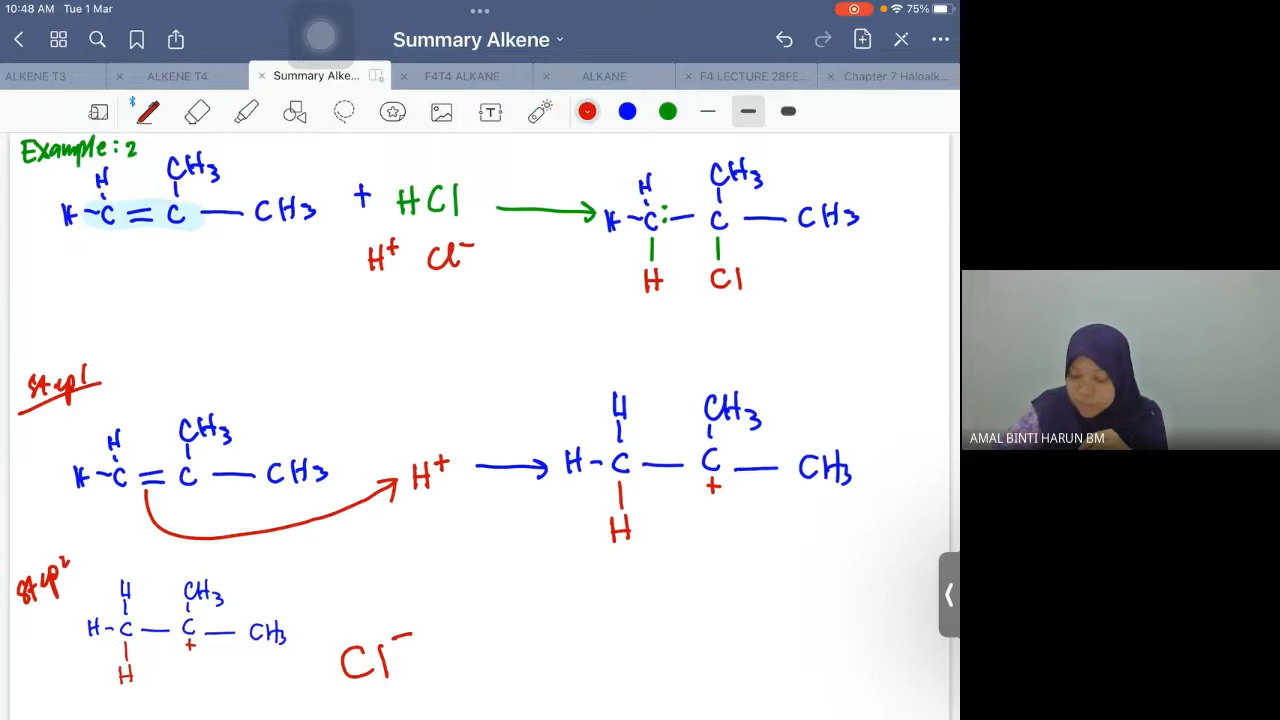 10:48 AM Tue 1 Mar
75%
Summary Alkene
ALKENE T3
ALKENE T4
Summary Alke...
F4T4 ALKANE
ALKANE
F4 LECTURE 28FE...
Chapter 7 Haloalk...
T
Example: 2
H CH3 H CH3
H - C = C - CH3 + HCl → H - C : - C - CH3
H+ Cl- H Cl
Step 1
H CH3 H CH3
H - C = C - CH3 H+ → H - C - C - CH3
+
H
Step 2
H CH3
H - C - C - CH3
+
H Cl-
AMAL BINTI HARUN BM